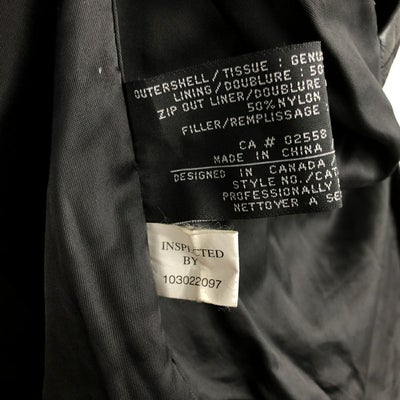 OUTERSHELL/TISSU : GENU
LINING/DOUBLURE : 50
ZIP OUT LINER/DOUBLURE
50% NYLON
FILLER/REMPLISSAGE :
CA # 02558
MADE IN CHINA
DESIGNED IN CANADA/
STYLE NO./CAT
PROFESSIONALLY
NETTOYER A SE
INSPECTED
BY
103022097